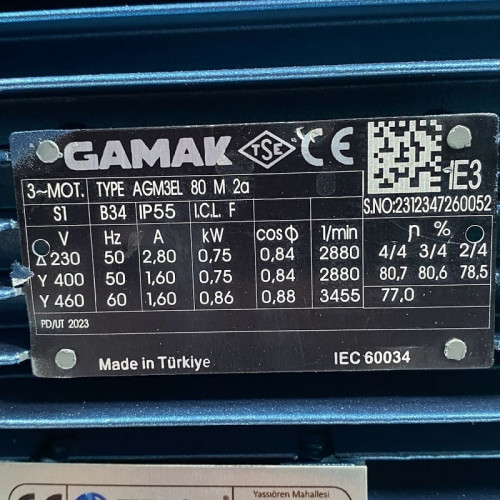 GAMAK TSE CE
IE3
3~MOT. TYPE AGM3EL 80 M 2a
S1 B34 IP55 I.CL. F S.NO:2312347260052
V Hz A kW cosϕ 1/min η %
4/4 3/4 2/4
Δ 230 50 2,80 0,75 0,84 2880
Y 400 50 1,60 0,75 0,84 2880 80,7 80,6 78,5
Y 460 60 1,60 0,86 0,88 3455 77,0
PD/UT 2023
Made in Türkiye IEC 60034
Yassıören Mahallesi